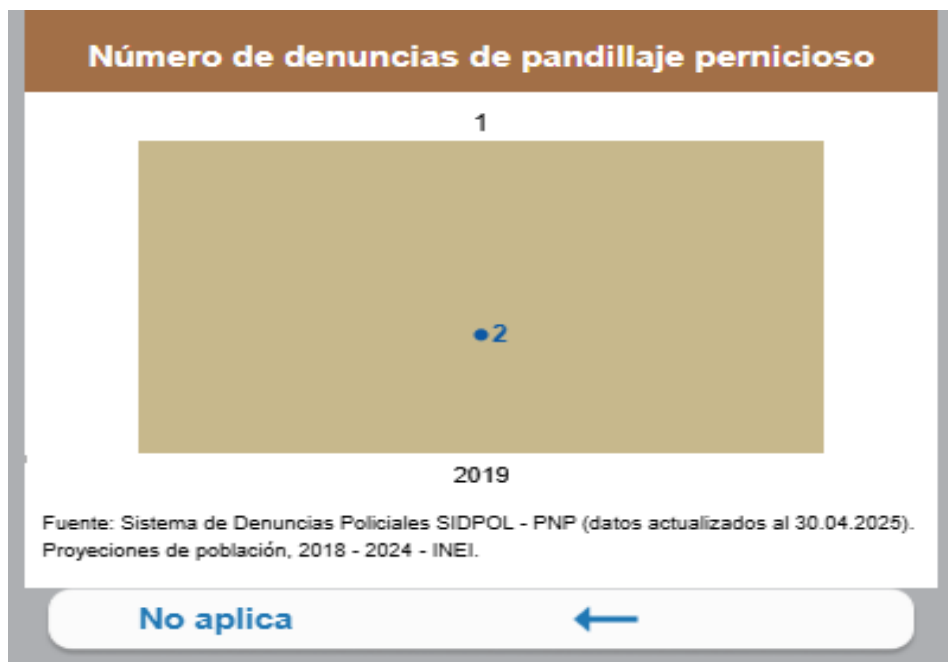 Número de denuncias de pandillaje pernicioso
1
2
2019
Fuente: Sistema de Denuncias Policiales SIDPOL - PNP (datos actualizados al 30.04.2025).
Proyeciones de población, 2018 - 2024 - INEI.
No aplica